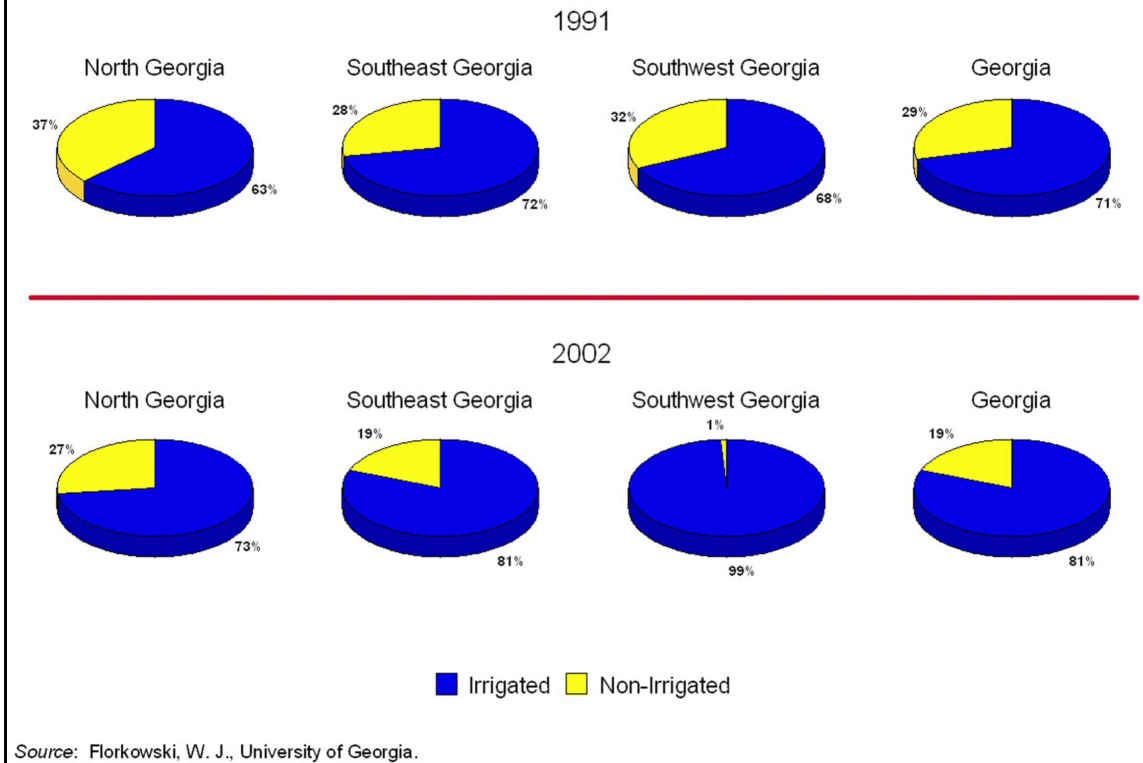 1991
North Georgia Southeast Georgia Southwest Georgia Georgia
37% 28% 32% 29%
63% 72% 68% 71%
2002
North Georgia Southeast Georgia Southwest Georgia Georgia
27% 19% 1% 19%
73% 81% 99% 81%
Irrigated Non-Irrigated
Source: Florkowski, W. J., University of Georgia.